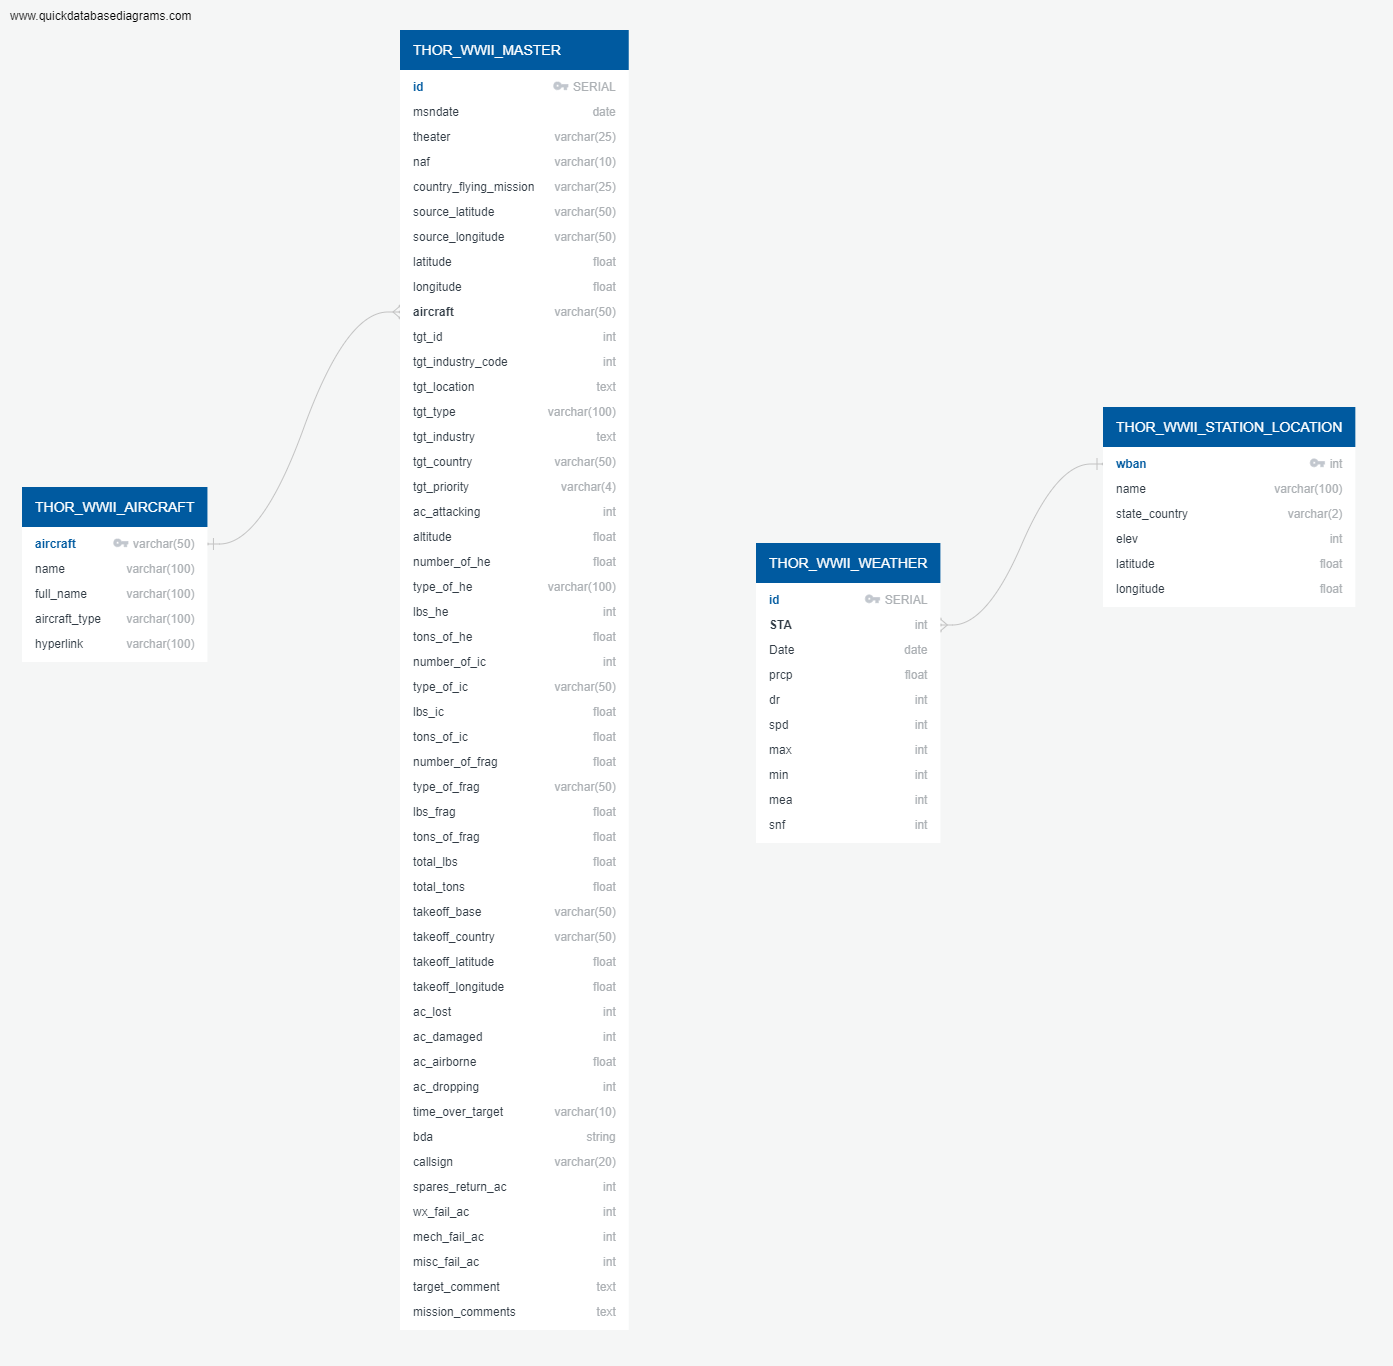 www.quickdatabasediagrams.com
THOR_WWII_MASTER
id SERIAL
msndate date
theater varchar(25)
naf varchar(10)
country_flying_mission varchar(25)
source_latitude varchar(50)
source_longitude varchar(50)
latitude float
longitude float
aircraft varchar(50)
tgt_id int
tgt_industry_code int
tgt_location text
tgt_type varchar(100)
tgt_industry text
tgt_country varchar(50)
tgt_priority varchar(4)
ac_attacking int
altitude float
number_of_he float
type_of_he varchar(100)
lbs_he int
tons_of_he float
number_of_ic int
type_of_ic varchar(50)
lbs_ic float
tons_of_ic float
number_of_frag float
type_of_frag varchar(50)
lbs_frag float
tons_of_frag float
total_lbs float
total_tons float
takeoff_base varchar(50)
takeoff_country varchar(50)
takeoff_latitude float
takeoff_longitude float
ac_lost int
ac_damaged int
ac_airborne float
ac_dropping int
time_over_target varchar(10)
bda string
callsign varchar(20)
spares_return_ac int
wx_fail_ac int
mech_fail_ac int
misc_fail_ac int
target_comment text
mission_comments text
THOR_WWII_AIRCRAFT
aircraft varchar(50)
name varchar(100)
full_name varchar(100)
aircraft_type varchar(100)
hyperlink varchar(100)
THOR_WWII_WEATHER
id SERIAL
STA int
Date date
prcp float
dr int
spd int
max int
min int
mea int
snf int
THOR_WWII_STATION_LOCATION
wban int
name varchar(100)
state_country varchar(2)
elev int
latitude float
longitude float